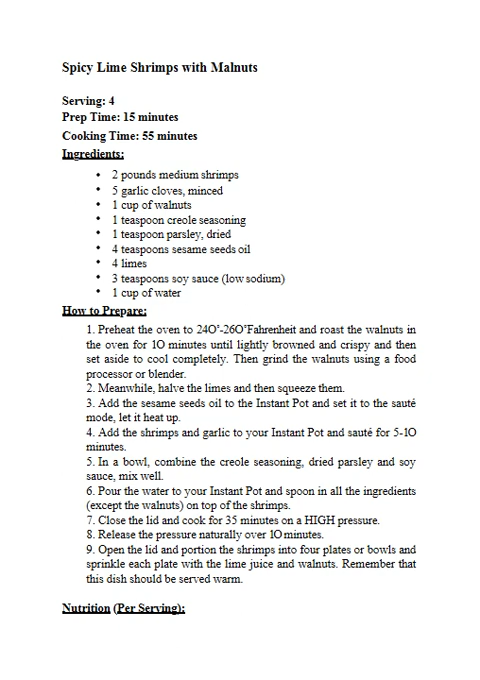 Spicy Lime Shrimps with Malnuts
Serving: 4
Prep Time: 15 minutes
Cooking Time: 55 minutes
Ingredients:
• 2 pounds medium shrimps
• 5 garlic cloves, minced
• 1 cup of walnuts
• 1 teaspoon creole seasoning
• 1 teaspoon parsley, dried
• 4 teaspoons sesame seeds oil
• 4 limes
• 3 teaspoons soy sauce (low sodium)
• 1 cup of water
How to Prepare:
1. Preheat the oven to 24O°-26O°Fahrenheit and roast the walnuts in
the oven for 1O minutes until lightly browned and crispy and then
set aside to cool completely. Then grind the walnuts using a food
processor or blender.
2. Meanwhile, halve the limes and then squeeze them.
3. Add the sesame seeds oil to the Instant Pot and set it to the sauté
mode, let it heat up.
4. Add the shrimps and garlic to your Instant Pot and sauté for 5-1O
minutes.
5. In a bowl, combine the creole seasoning, dried parsley and soy
sauce, mix well.
6. Pour the water to your Instant Pot and spoon in all the ingredients
(except the walnuts) on top of the shrimps.
7. Close the lid and cook for 35 minutes on a HIGH pressure.
8. Release the pressure naturally over 1O minutes.
9. Open the lid and portion the shrimps into four plates or bowls and
sprinkle each plate with the lime juice and walnuts. Remember that
this dish should be served warm.
Nutrition (Per Serving):